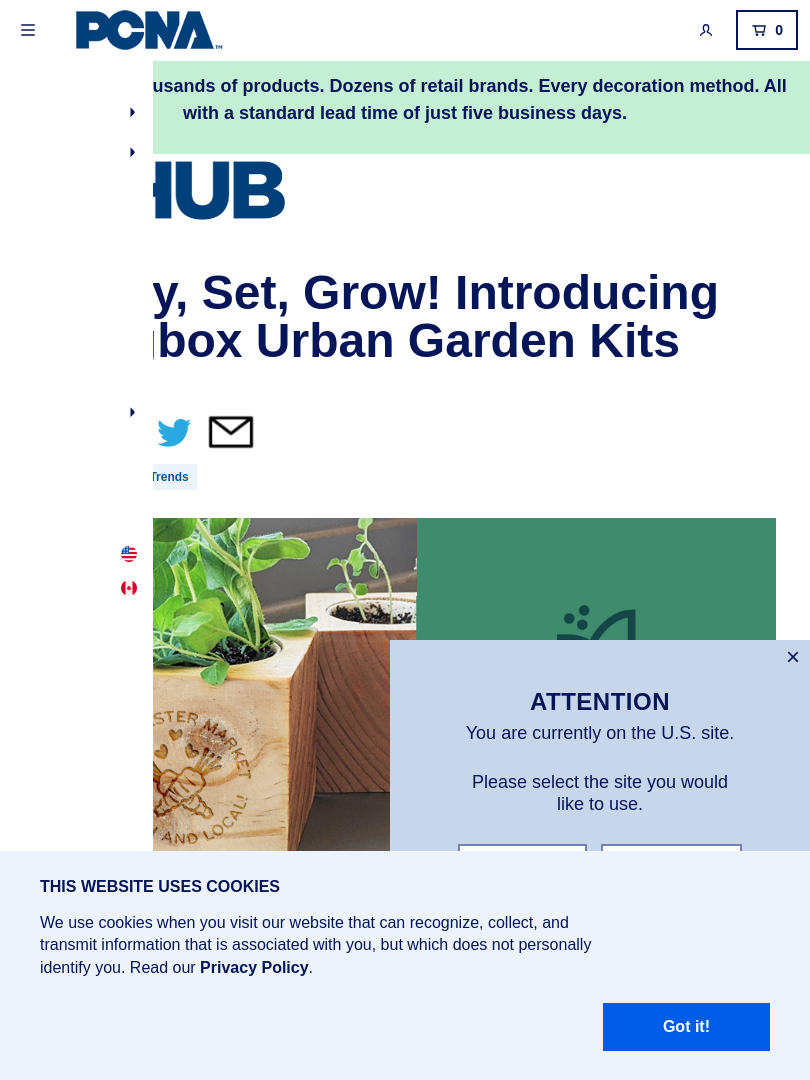 PCNA™
0
usands of products. Dozens of retail brands. Every decoration method. All
with a standard lead time of just five business days.
HUB
y, Set, Grow! Introducing
gbox Urban Garden Kits
Trends
STER MARKET
AND LOCAL!
ATTENTION
You are currently on the U.S. site.
Please select the site you would
like to use.
THIS WEBSITE USES COOKIES
We use cookies when you visit our website that can recognize, collect, and
transmit information that is associated with you, but which does not personally
identify you. Read our Privacy Policy.
Got it!